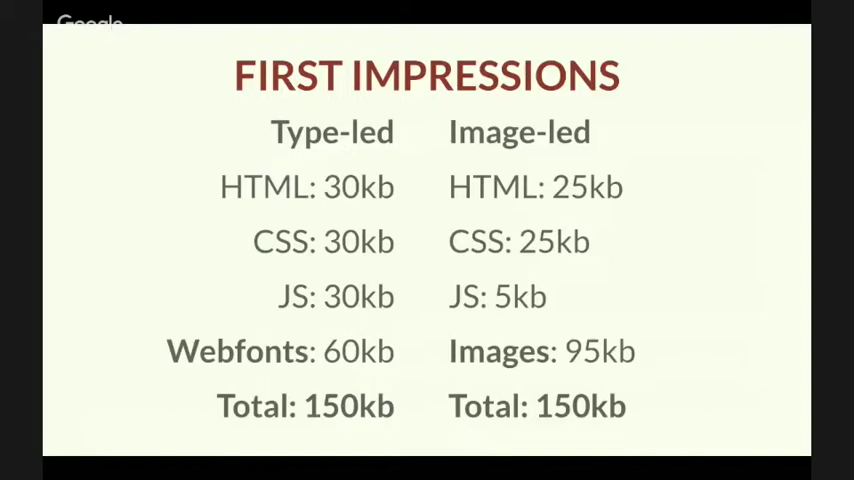 Google
FIRST IMPRESSIONS
Type-led Image-led
HTML: 30kb HTML: 25kb
CSS: 30kb CSS: 25kb
JS: 30kb JS: 5kb
Webfonts: 60kb Images: 95kb
Total: 150kb Total: 150kb